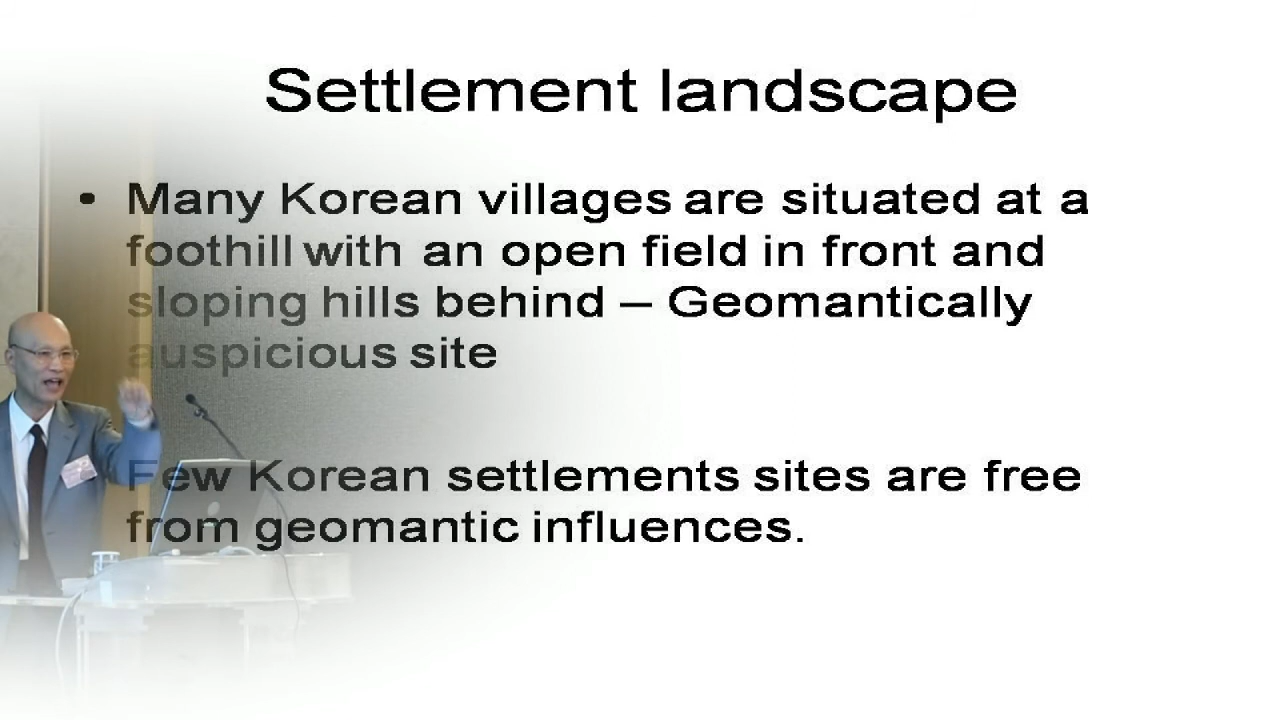 Settlement landscape
• Many Korean villages are situated at a
foothill with an open field in front and
sloping hills behind – Geomantically
auspicious site
Few Korean settlements sites are free
from geomantic influences.